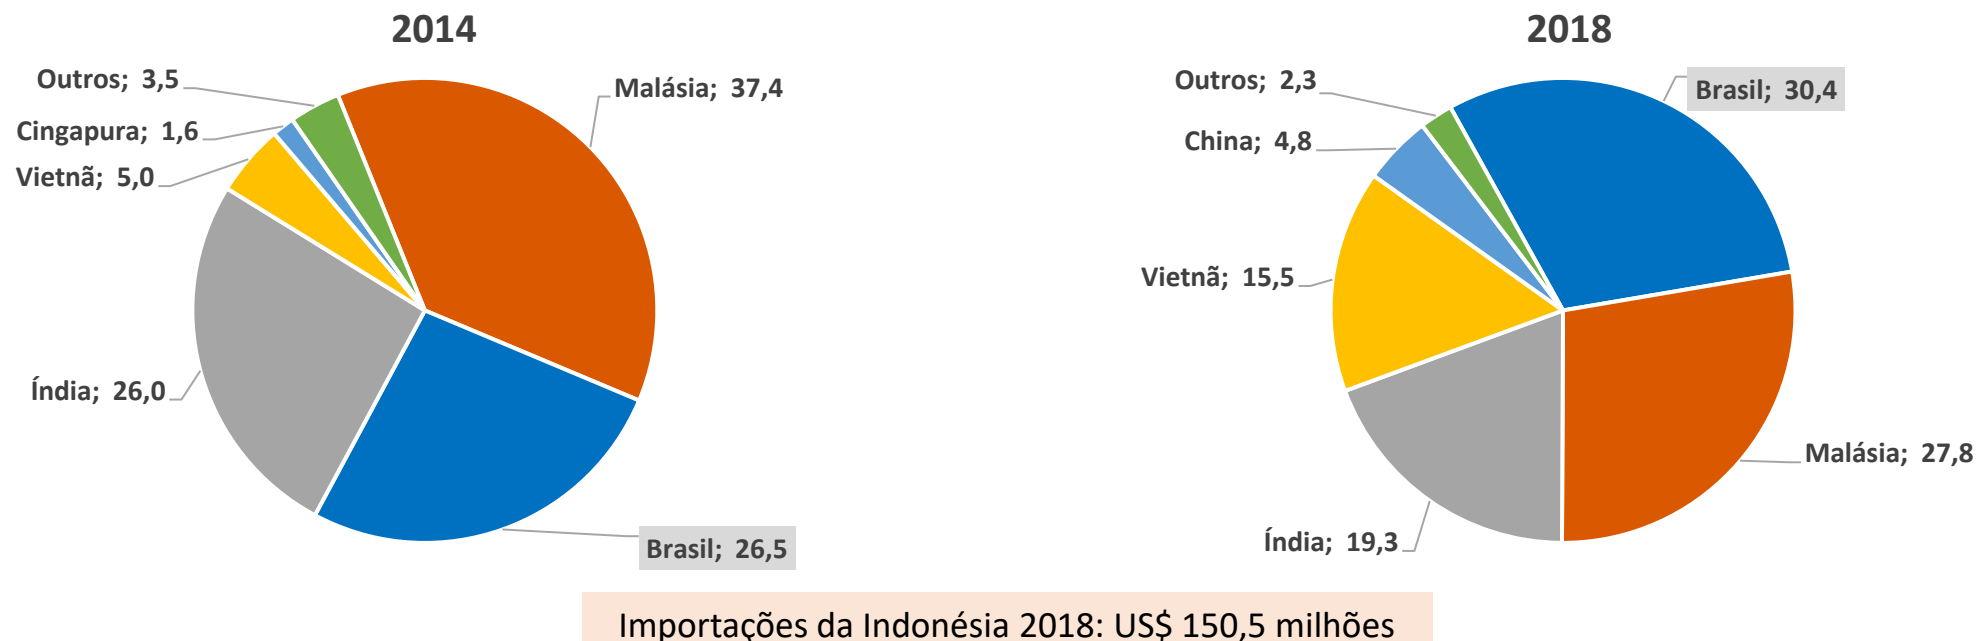 2014
Outros; 3,5
Malásia; 37,4
Cingapura; 1,6
Vietnã; 5,0
Índia; 26,0
Brasil; 26,5
2018
Outros; 2,3
Brasil; 30,4
China; 4,8
Vietnã; 15,5
Malásia; 27,8
Índia; 19,3
Importações da Indonésia 2018: US$ 150,5 milhões